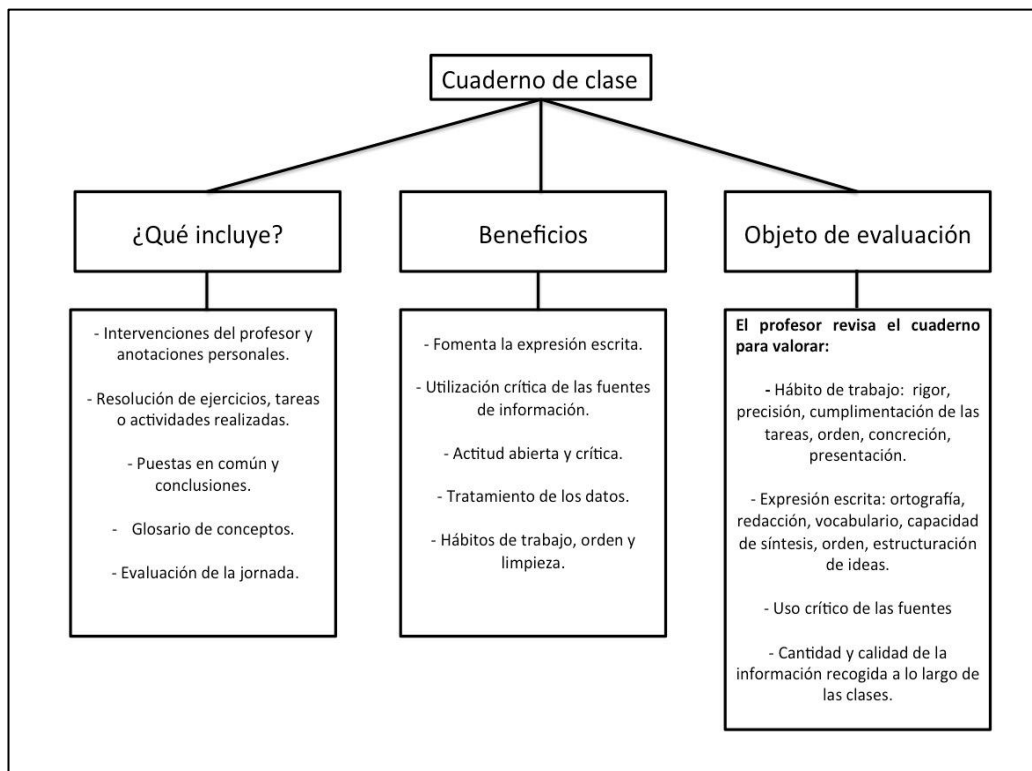 Cuaderno de clase
¿Qué incluye?
- Intervenciones del profesor y
anotaciones personales.
- Resolución de ejercicios, tareas
o actividades realizadas.
- Puestas en común y
conclusiones.
- Glosario de conceptos.
- Evaluación de la jornada.
Beneficios
- Fomenta la expresión escrita.
- Utilización crítica de las fuentes
de información.
- Actitud abierta y crítica.
- Tratamiento de los datos.
- Hábitos de trabajo, orden y
limpieza.
Objeto de evaluación
El profesor revisa el cuaderno
para valorar:
- Hábito de trabajo: rigor,
precisión, cumplimentación de las
tareas, orden, concreción,
presentación.
- Expresión escrita: ortografía,
redacción, vocabulario, capacidad
de síntesis, orden, estructuración
de ideas.
- Uso crítico de las fuentes
- Cantidad y calidad de la
información recogida a lo largo de
las clases.